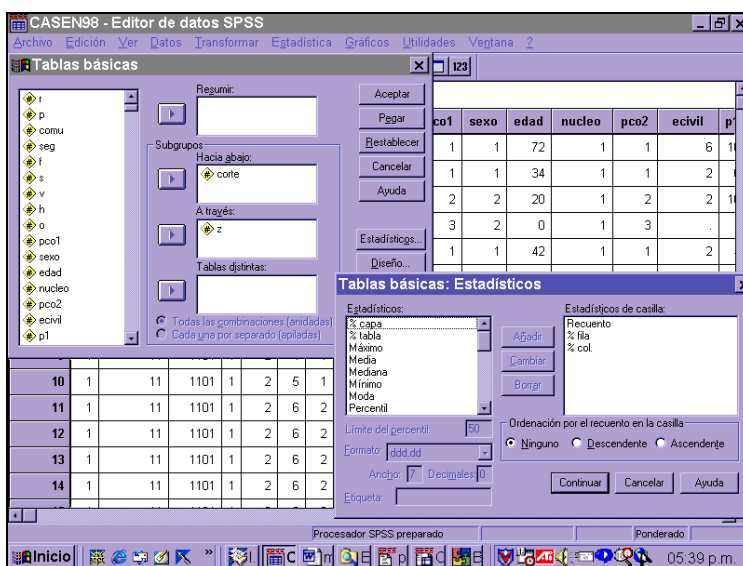 CASEN98 - Editor de datos SPSS
Archivo Edición Ver Datos Transformar Estadística Gráficos Utilidades Ventana ?
Tablas básicas
r
p
comu
seg
f
s
v
h
o
pco1
sexo
edad
nucleo
pco2
ecivil
p1
Resumir:
Subgrupos
Hacia abajo:
corte
A través:
z
Tablas distintas:
Todas las combinaciones (anidadas)
Cada una por separado (apiladas)
Aceptar
Pegar
Restablecer
Cancelar
Ayuda
Estadísticos...
Diseño...
123
co1 sexo edad nucleo pco2 ecivil
1 1 72 1 1 6
1 1 34 1 1 2
2 2 20 1 2 2
3 2 0 1 3 .
1 1 42 1 1 2
Tablas básicas: Estadísticos
Estadísticos:
% capa
% tabla
Máximo
Media
Mediana
Mínimo
Moda
Percentil
Añadir
Cambiar
Borrar
Estadísticos de casilla:
Recuento
% fila
% col.
Límite del percentil: 50
Formato: ddd.dd
Ancho: 7 Decimales: 0
Etiqueta:
Ordenación por el recuento en la casilla
Ninguno Descendente Ascendente
Continuar Cancelar Ayuda
10 1 11 1101 1 2 5 1
11 1 11 1101 1 2 6 2
12 1 11 1101 1 2 6 2
13 1 11 1101 1 2 6 2
14 1 11 1101 1 2 6 2
Procesador SPSS preparado Ponderado
Inicio
05:39 p.m.